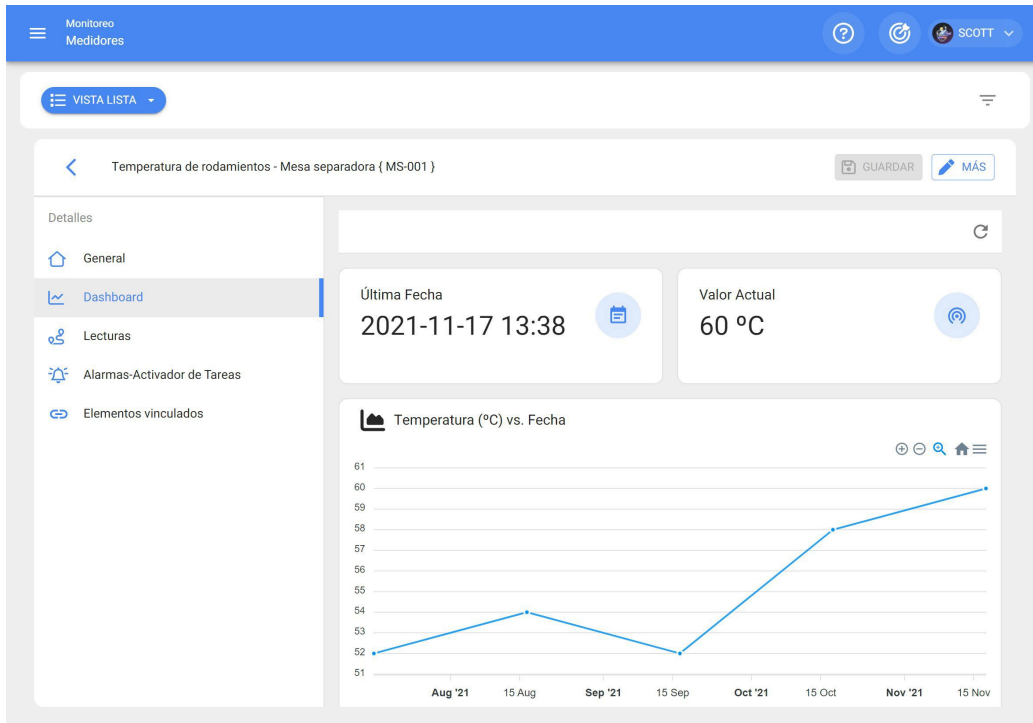 Monitoreo
Medidores
SCOTT
VISTA LISTA
Temperatura de rodamientos - Mesa separadora { MS-001 }
GUARDAR
MÁS
Detalles
General
Dashboard
Lecturas
Alarmas-Activador de Tareas
Elementos vinculados
Última Fecha
2021-11-17 13:38
Valor Actual
60 ºC
Temperatura (ºC) vs. Fecha
61
60
59
58
57
56
55
54
53
52
51
Aug '21 15 Aug Sep '21 15 Sep Oct '21 15 Oct Nov '21 15 Nov